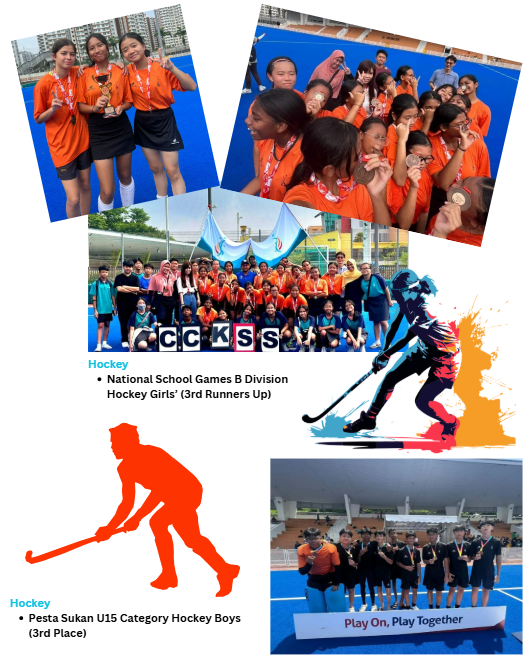 CCKSS
Hockey
• National School Games B Division
Hockey Girls' (3rd Runners Up)
Hockey
• Pesta Sukan U15 Category Hockey Boys
(3rd Place)
Play On, Play Together